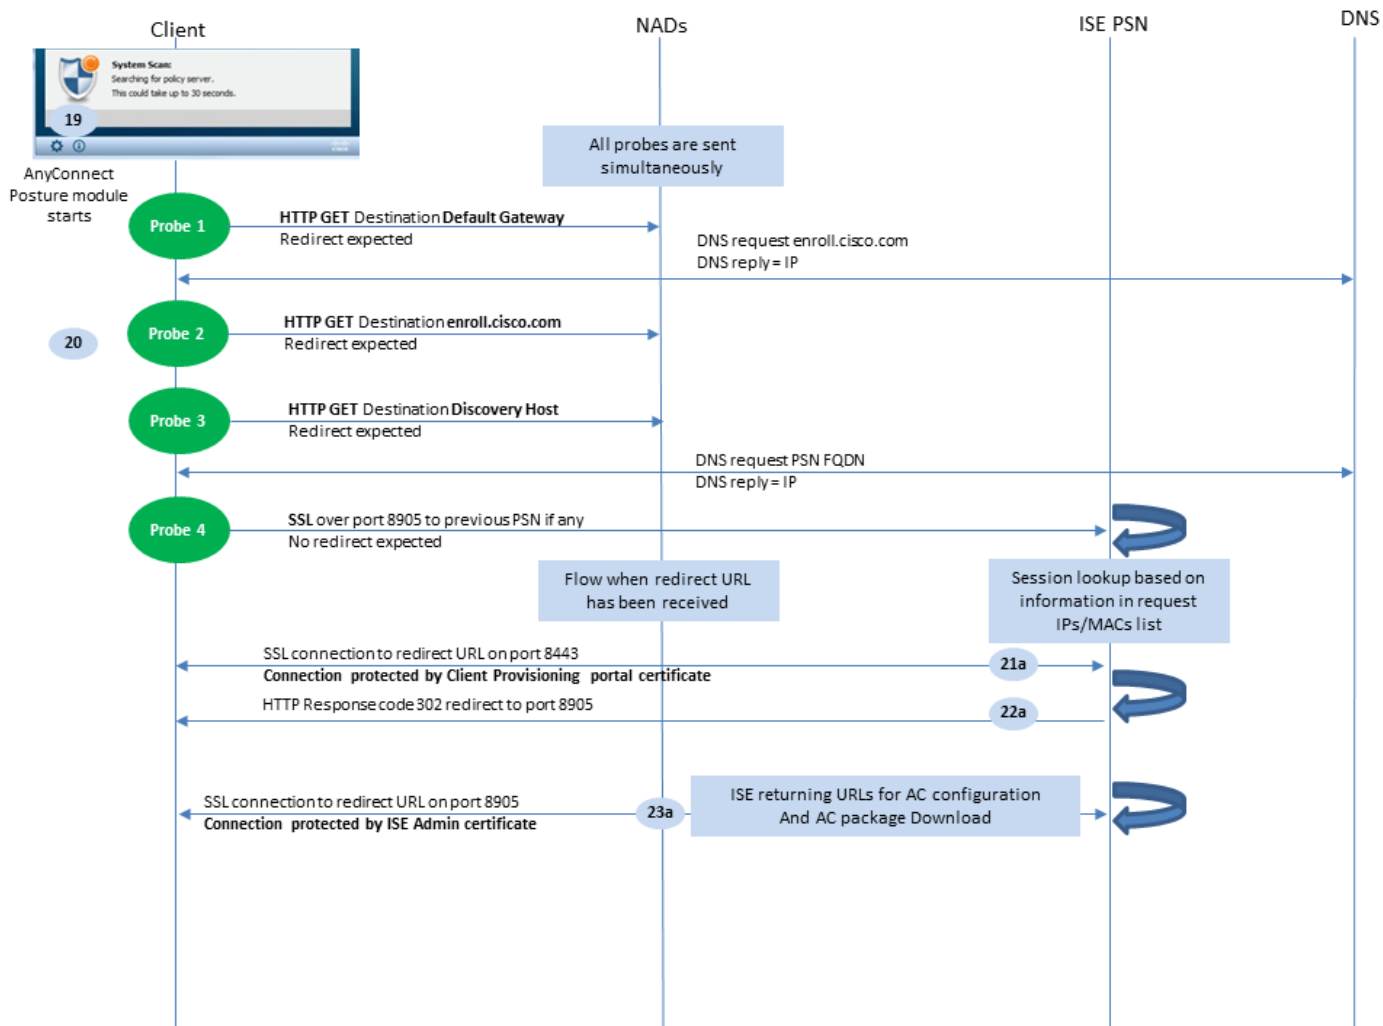 Client
NADs
ISE PSN
DNS
System Scan:
Searching for policy server.
This could take up to 30 seconds.
19
AnyConnect
Posture module
starts
All probes are sent
simultaneously
Probe 1
HTTP GET Destination Default Gateway
Redirect expected
DNS request enroll.cisco.com
DNS reply = IP
20
Probe 2
HTTP GET Destination enroll.cisco.com
Redirect expected
Probe 3
HTTP GET Destination Discovery Host
Redirect expected
DNS request PSN FQDN
DNS reply = IP
Probe 4
SSL over port 8905 to previous PSN if any
No redirect expected
Flow when redirect URL
has been received
Session lookup based on
information in request
IPs/MACs list
SSL connection to redirect URL on port 8443
Connection protected by Client Provisioning portal certificate
21a
HTTP Response code 302 redirect to port 8905
22a
SSL connection to redirect URL on port 8905
Connection protected by ISE Admin certificate
23a
ISE returning URLs for AC configuration
And AC package Download